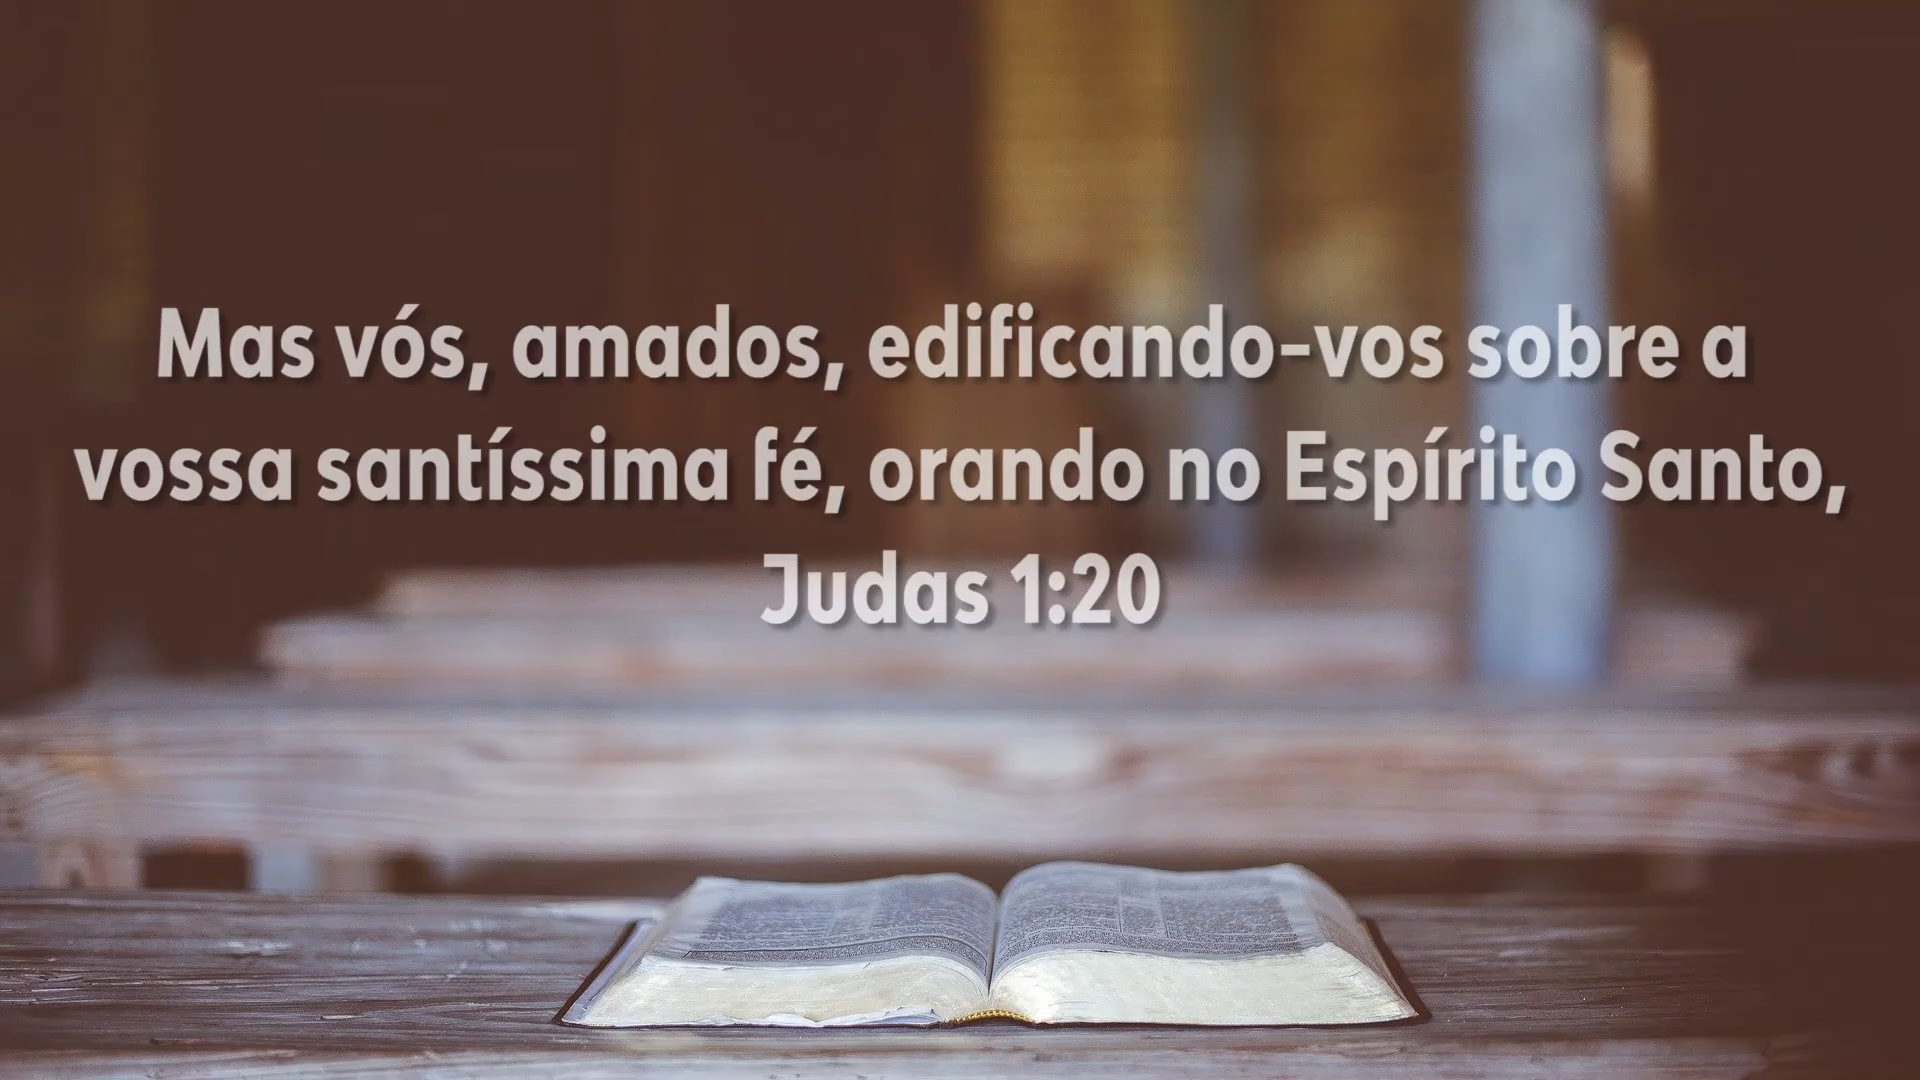 Mas vós, amados, edificando-vos sobre a
vossa santíssima fé, orando no Espírito Santo,
Judas 1:20